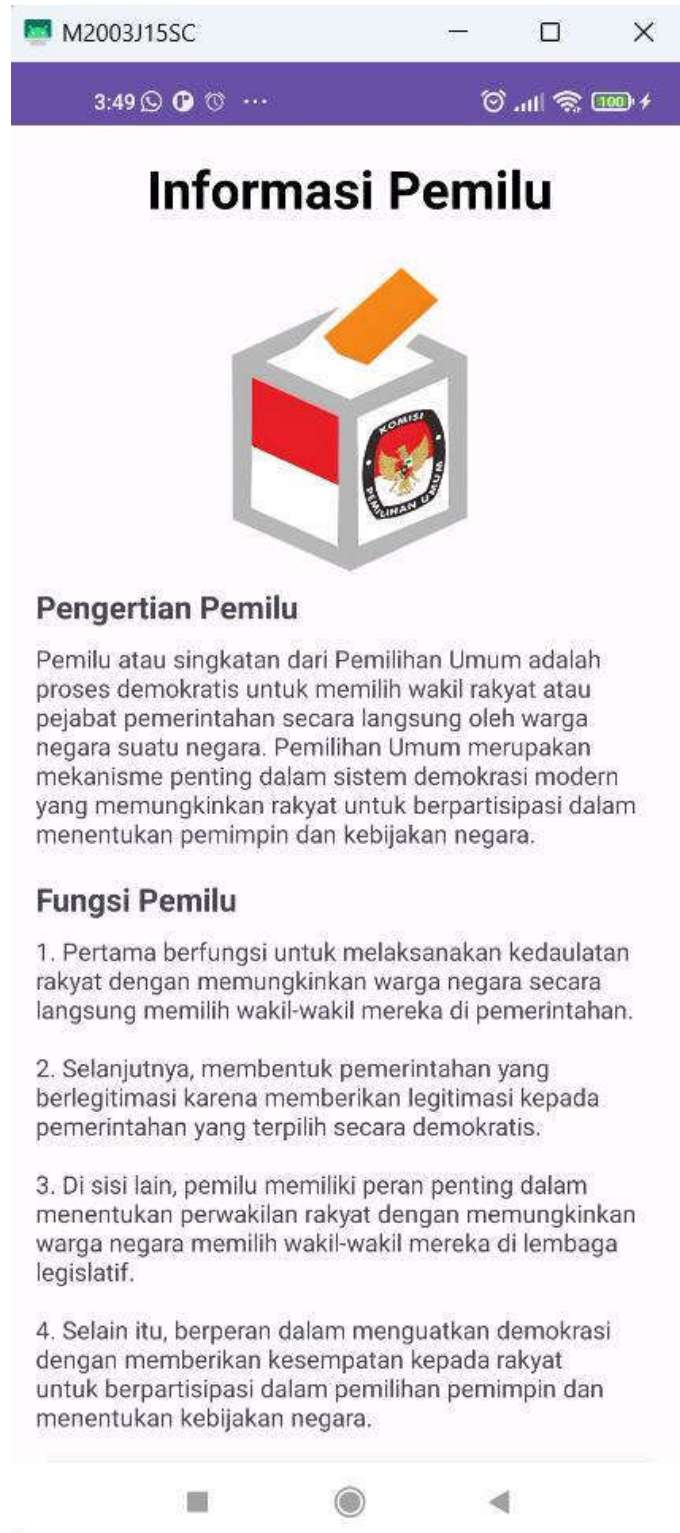 M2003J15SC
3:49
100
Informasi Pemilu
KOMISI
PEMILIHAN UMUM
Pengertian Pemilu
Pemilu atau singkatan dari Pemilihan Umum adalah
proses demokratis untuk memilih wakil rakyat atau
pejabat pemerintahan secara langsung oleh warga
negara suatu negara. Pemilihan Umum merupakan
mekanisme penting dalam sistem demokrasi modern
yang memungkinkan rakyat untuk berpartisipasi dalam
menentukan pemimpin dan kebijakan negara.
Fungsi Pemilu
1. Pertama berfungsi untuk melaksanakan kedaulatan
rakyat dengan memungkinkan warga negara secara
langsung memilih wakil-wakil mereka di pemerintahan.
2. Selanjutnya, membentuk pemerintahan yang
berlegitimasi karena memberikan legitimasi kepada
pemerintahan yang terpilih secara demokratis.
3. Di sisi lain, pemilu memiliki peran penting dalam
menentukan perwakilan rakyat dengan memungkinkan
warga negara memilih wakil-wakil mereka di lembaga
legislatif.
4. Selain itu, berperan dalam menguatkan demokrasi
dengan memberikan kesempatan kepada rakyat
untuk berpartisipasi dalam pemilihan pemimpin dan
menentukan kebijakan negara.